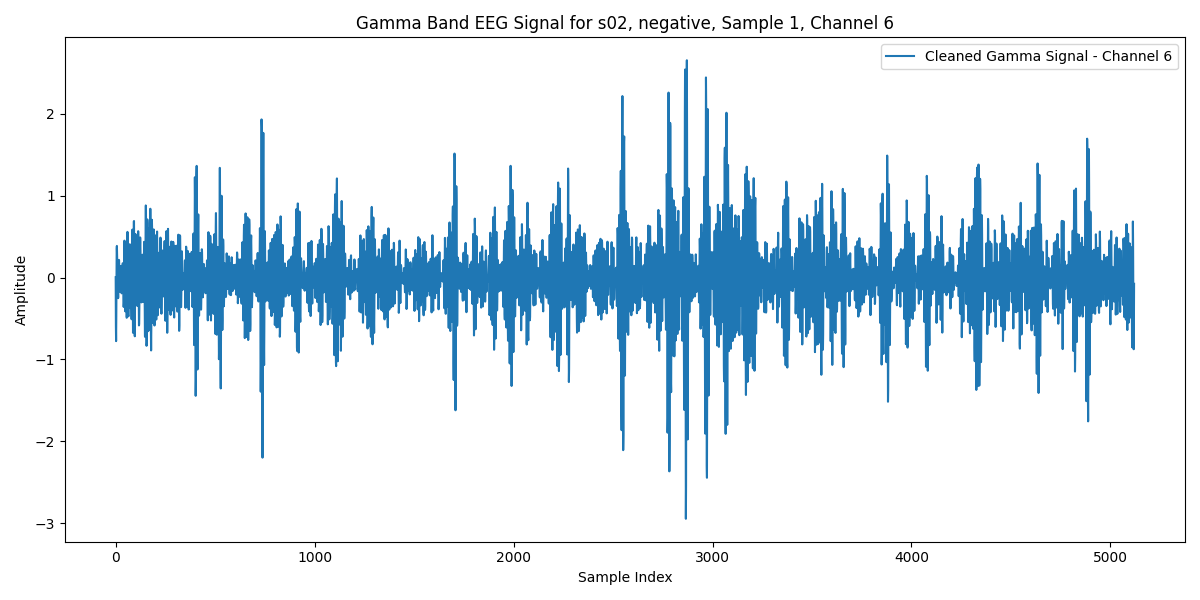 Gamma Band EEG Signal for s02, negative, Sample 1, Channel 6
Cleaned Gamma Signal - Channel 6
2
1
0
−1
−2
−3
Amplitude
0 1000 2000 3000 4000 5000
Sample Index